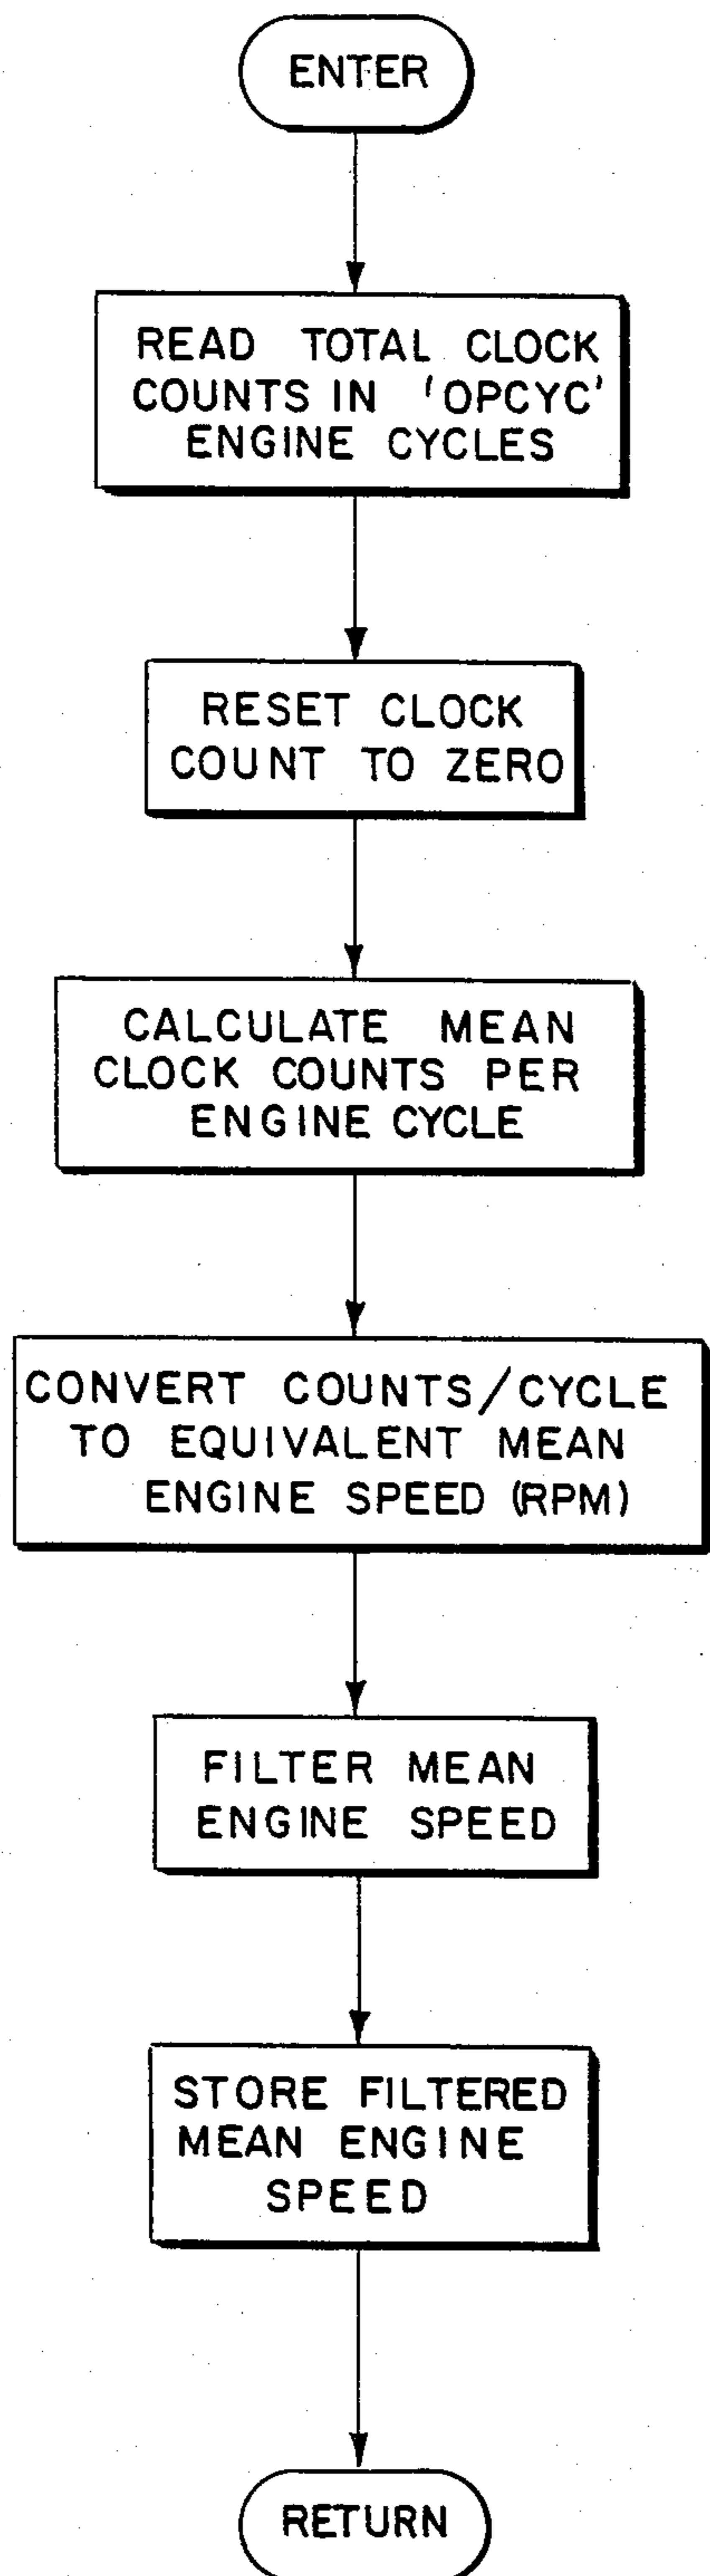 ENTER
READ TOTAL CLOCK
COUNTS IN 'OPCYC'
ENGINE CYCLES
RESET CLOCK
COUNT TO ZERO
CALCULATE MEAN
CLOCK COUNTS PER
ENGINE CYCLE
CONVERT COUNTS/CYCLE
TO EQUIVALENT MEAN
ENGINE SPEED (RPM)
FILTER MEAN
ENGINE SPEED
STORE FILTERED
MEAN ENGINE
SPEED
RETURN